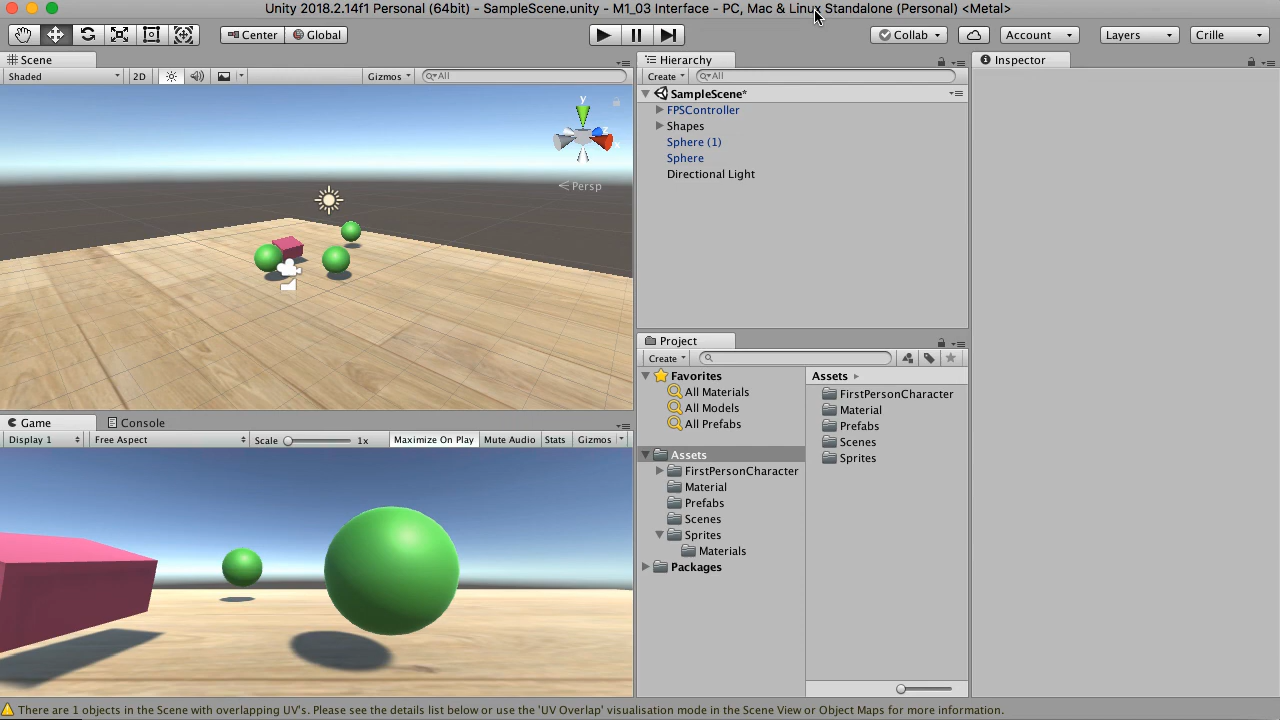 Unity 2018.2.14f1 Personal (64bit) - SampleScene.unity - M1_03 Interface - PC, Mac & Linux Standalone (Personal) <Metal>
Center Global Collab Account Layers Crille
Scene
Shaded 2D Gizmos All
y
Persp
Hierarchy
Create All
SampleScene*
FPSController
Shapes
Sphere (1)
Sphere
Directional Light
Inspector
Project
Create
Favorites
All Materials
All Models
All Prefabs
Assets
FirstPersonCharacter
Material
Prefabs
Scenes
Sprites
Materials
Packages
Assets
FirstPersonCharacter
Material
Prefabs
Scenes
Sprites
Game Console
Display 1 Free Aspect Scale 1x Maximize On Play Mute Audio Stats Gizmos
There are 1 objects in the Scene with overlapping UV's. Please see the details list below or use the 'UV Overlap' visualisation mode in the Scene View or Object Maps for more information.